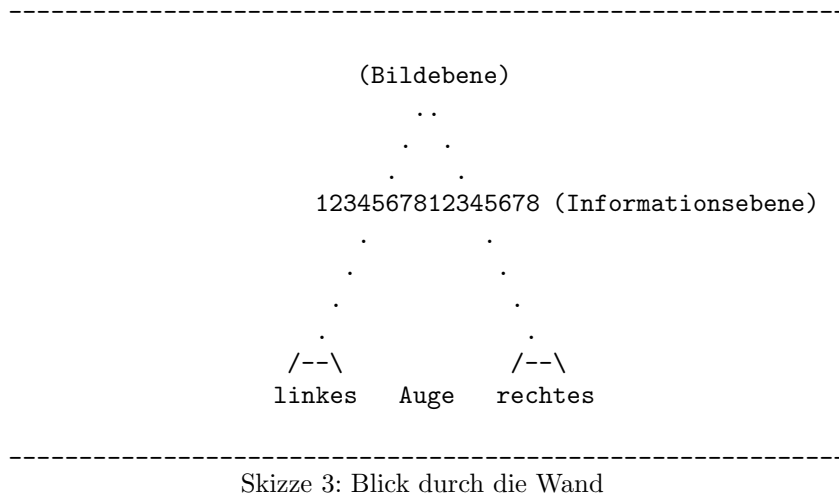 (Bildebene)
..
. .
. .
1234567812345678 (Informationsebene)
. .
. .
. .
. .
/--\ /--\
linkes Auge rechtes
Skizze 3: Blick durch die Wand